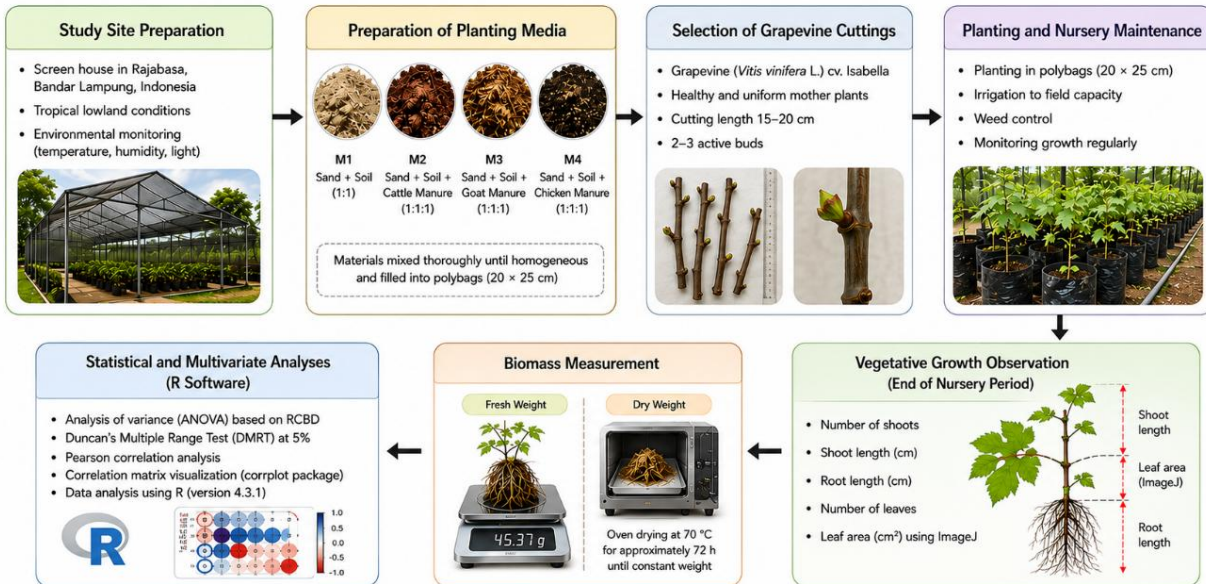 Study Site Preparation
• Screen house in Rajabasa,
Bandar Lampung, Indonesia
• Tropical lowland conditions
• Environmental monitoring
(temperature, humidity, light)
Preparation of Planting Media
M1
Sand + Soil
(1:1)
M2
Sand + Soil +
Cattle Manure
(1:1:1)
M3
Sand + Soil +
Goat Manure
(1:1:1)
M4
Sand + Soil +
Chicken Manure
(1:1:1)
Materials mixed thoroughly until homogeneous
and filled into polybags (20 × 25 cm)
Selection of Grapevine Cuttings
• Grapevine (Vitis vinifera L.) cv. Isabella
• Healthy and uniform mother plants
• Cutting length 15–20 cm
• 2–3 active buds
Planting and Nursery Maintenance
• Planting in polybags (20 × 25 cm)
• Irrigation to field capacity
• Weed control
• Monitoring growth regularly
Statistical and Multivariate Analyses
(R Software)
• Analysis of variance (ANOVA) based on RCBD
• Duncan's Multiple Range Test (DMRT) at 5%
• Pearson correlation analysis
• Correlation matrix visualization (corrplot package)
• Data analysis using R (version 4.3.1)
R
1.0
0.5
0.0
-0.5
-1.0
Biomass Measurement
Fresh Weight
45.37g
Dry Weight
Oven drying at 70 °C
for approximately 72 h
until constant weight
Vegetative Growth Observation
(End of Nursery Period)
• Number of shoots
• Shoot length (cm)
• Root length (cm)
• Number of leaves
• Leaf area (cm²) using ImageJ
Shoot
length
Leaf area
(ImageJ)
Root
length